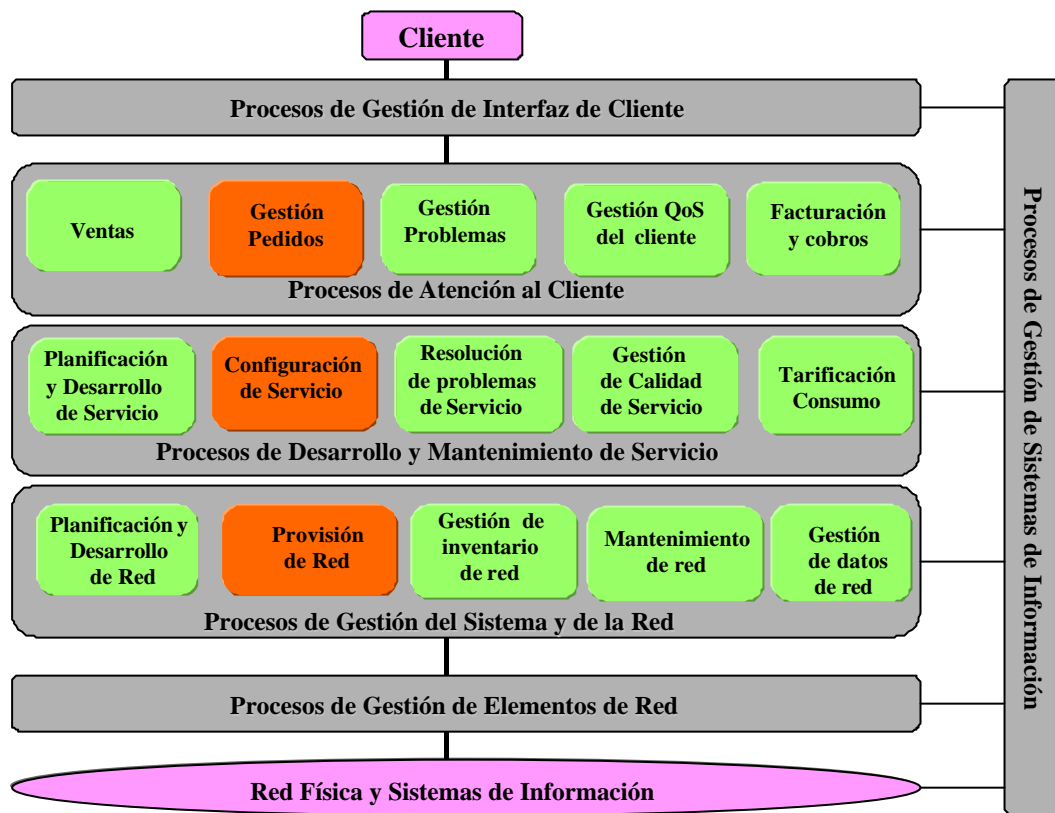 Cliente
Procesos de Gestión de Interfaz de Cliente
Ventas
Gestión
Pedidos
Gestión
Problemas
Gestión QoS
del cliente
Facturación
y cobros
Procesos de Atención al Cliente
Planificación
y Desarrollo
de Servicio
Configuración
de Servicio
Resolución
de problemas
de Servicio
Gestión
de Calidad
de Servicio
Tarificación
Consumo
Procesos de Desarrollo y Mantenimiento de Servicio
Planificación y
Desarrollo
de Red
Provisión
de Red
Gestión de
inventario
de red
Mantenimiento
de red
Gestión
de datos
de red
Procesos de Gestión del Sistema y de la Red
Procesos de Gestión de Elementos de Red
Red Física y Sistemas de Información
Procesos de Gestión de Sistemas de Información